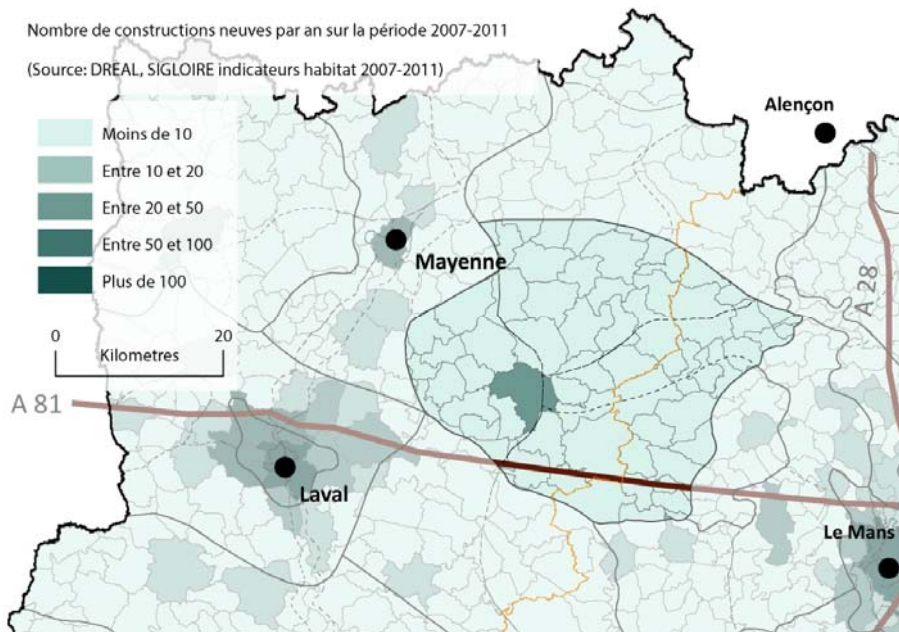 Nombre de constructions neuves par an sur la période 2007-2011
(Source: DREAL, SIGLOIRE indicateurs habitat 2007-2011)
Moins de 10
Entre 10 et 20
Entre 20 et 50
Entre 50 et 100
Plus de 100
0 20
Kilometres
Alençon
Mayenne
A 28
A 81
Laval
Le Mans